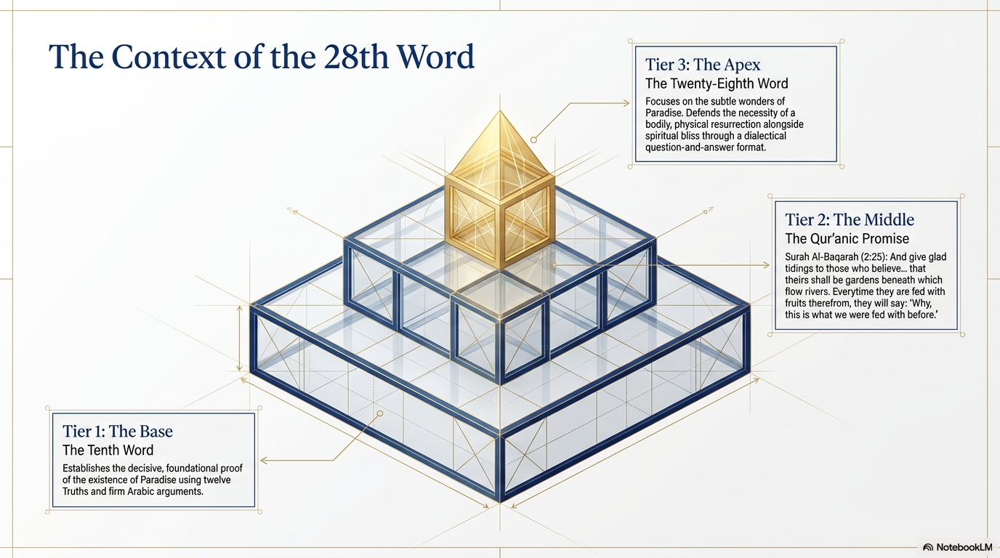 The Context of the 28th Word
Tier 3: The Apex
The Twenty-Eighth Word
Focuses on the subtle wonders of
Paradise. Defends the necessity of a
bodily, physical resurrection alongside
spiritual bliss through a dialectical
question-and-answer format.
Tier 2: The Middle
The Qur’anic Promise
Surah Al-Baqarah (2:25): And give glad
tidings to those who believe... that
theirs shall be gardens beneath which
flow rivers. Everytime they are fed with
fruits therefrom, they will say: 'Why,
this is what we were fed with before.'
Tier 1: The Base
The Tenth Word
Establishes the decisive, foundational proof
of the existence of Paradise using twelve
Truths and firm Arabic arguments.
NotebookLM